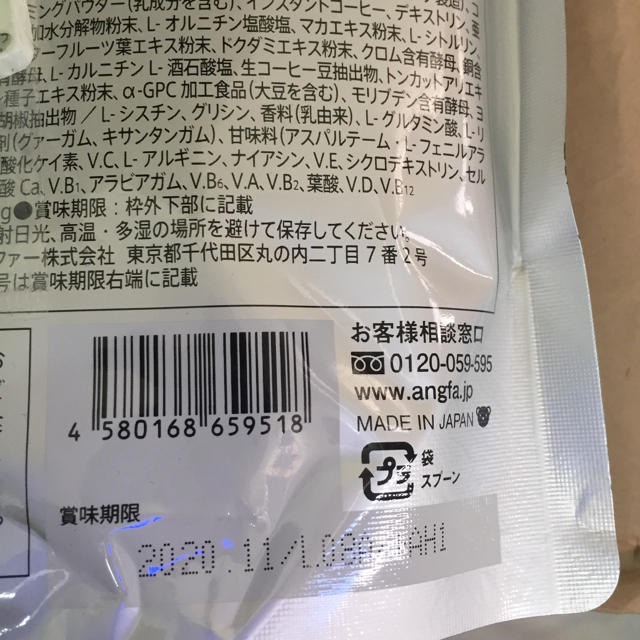 ミングパウダー(乳成分を含む)、インスタントコーヒー、デキストリン、亜
加水分解物粉末、L-オルニチン塩酸塩、マカエキス粉末、L-シトルリン、
ーフルーツ葉エキス粉末、ドクダミエキス粉末、クロム含有酵母、銅含
有酵母、L-カルニチン L-酒石酸塩、生コーヒー豆抽出物、トンカットアリエキ
種子エキス粉末、α-GPC 加工食品(大豆を含む)、モリブデン含有酵母、ヨ
胡椒抽出物／L-シスチン、グリシン、香料(乳由来)、L-グルタミン酸、L-リ
剤(グァーガム、キサンタンガム)、甘味料(アスパルテーム・L-フェニルアラ
酸化ケイ素、V.C、L-アルギニン、ナイアシン、V.E、シクロデキストリン、セル
酸 Ca、V.B1、アラビアガム、V.B6、V.A、V.B2、葉酸、V.D、V.B12
g●賞味期限：枠外下部に記載
射日光、高温・多湿の場所を避けて保存してください。
ファー株式会社 東京都千代田区丸の内二丁目7番2号
号は賞味期限右端に記載
お客様相談窓口
0120-059-595
www.angfa.jp
MADE IN JAPAN
4 580168 659518
プラ
袋
スプーン
賞味期限
2020.11/